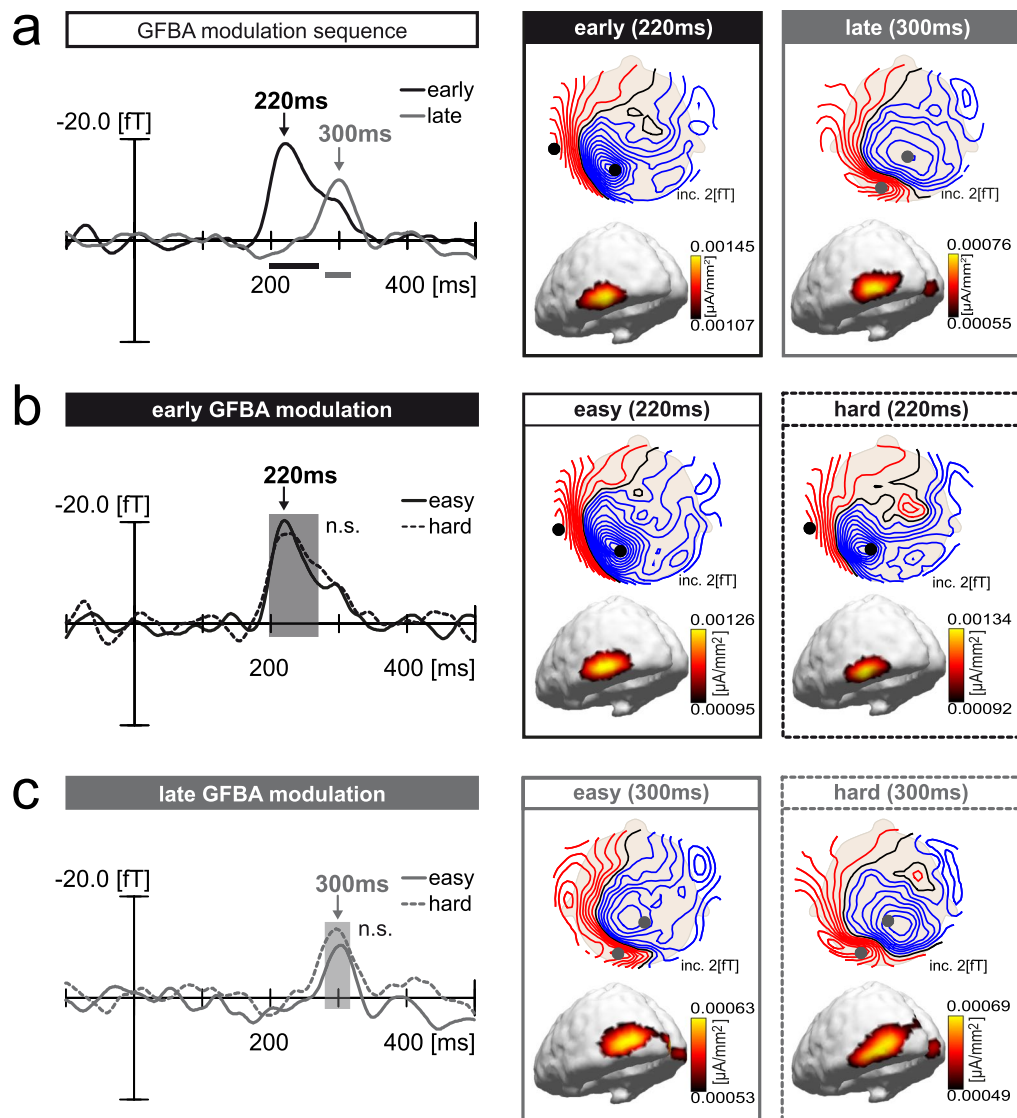 a
GFBA modulation sequence
-20.0 [fT]
early
late
220ms
300ms
200
400 [ms]
early (220ms)
inc. 2[fT]
0.00145
[µA/mm²]
0.00107
late (300ms)
inc. 2[fT]
0.00076
[µA/mm²]
0.00055
b
early GFBA modulation
-20.0 [fT]
220ms
easy
hard
n.s.
200
400 [ms]
easy (220ms)
inc. 2[fT]
0.00126
[µA/mm²]
0.00095
hard (220ms)
inc. 2[fT]
0.00134
[µA/mm²]
0.00092
c
late GFBA modulation
-20.0 [fT]
300ms
easy
hard
n.s.
200
400 [ms]
easy (300ms)
inc. 2[fT]
0.00063
[µA/mm²]
0.00053
hard (300ms)
inc. 2[fT]
0.00069
[µA/mm²]
0.00049